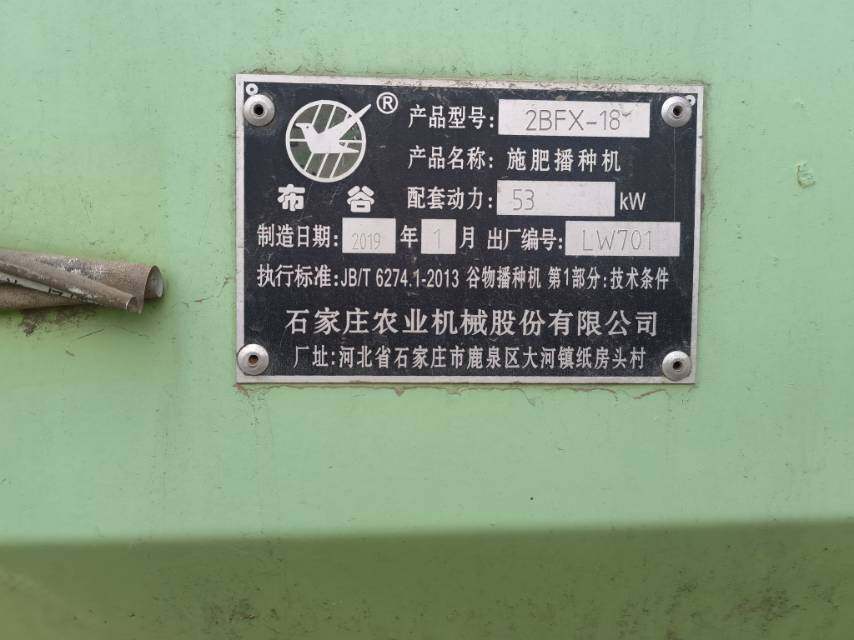 ®
产品型号: 2BFX-18
产品名称: 施肥播种机
布谷
配套动力: 53 kW
制造日期: 2019 年 1 月 出厂编号: LW701
执行标准:JB/T 6274.1-2013 谷物播种机 第1部分:技术条件
石家庄农业机械股份有限公司
厂址:河北省石家庄市鹿泉区大河镇纸房头村